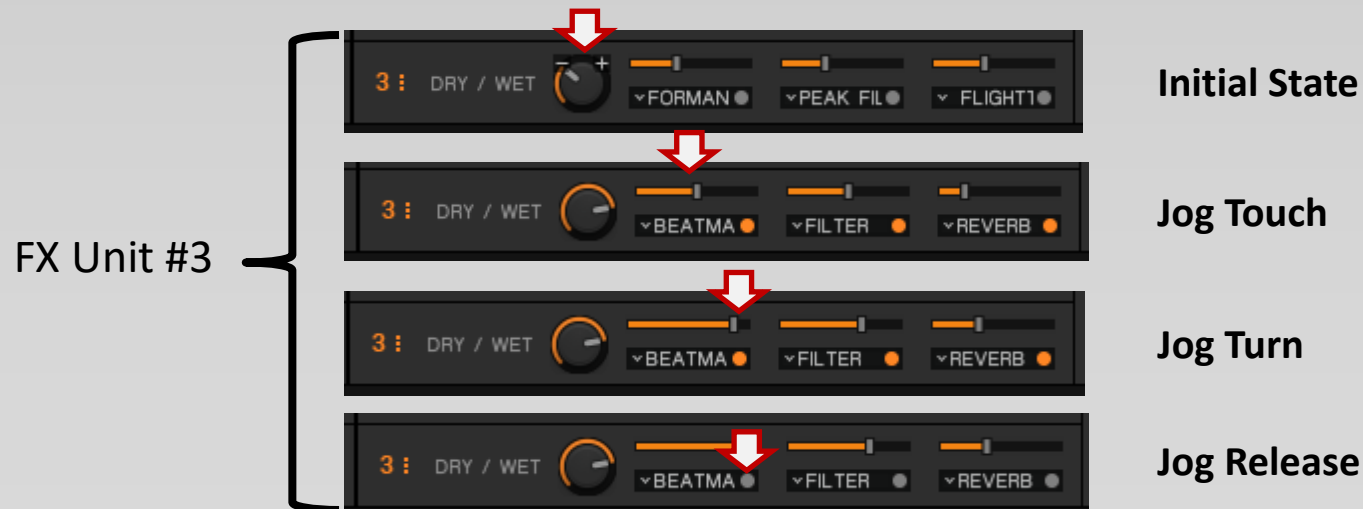 3 DRY / WET − + FORMAN PEAK FIL FLIGHT1 Initial State
3 DRY / WET BEATMA FILTER REVERB Jog Touch
FX Unit #3
3 DRY / WET BEATMA FILTER REVERB Jog Turn
3 DRY / WET BEATMA FILTER REVERB Jog Release